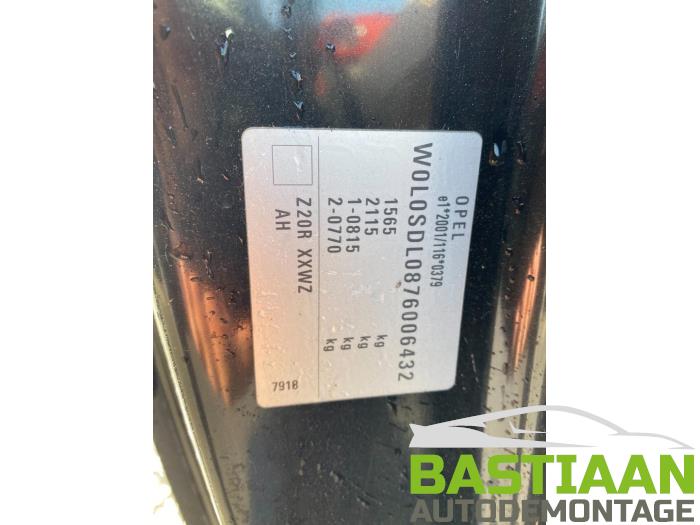 OPEL
e1*2001/116*0379
W0L0SDL0876006432
1565 kg
2115 kg
1-0815 kg
2-0770 kg
Z20R XXWZ
AH
7918
BASTIAAN
AUTODEMONTAGE